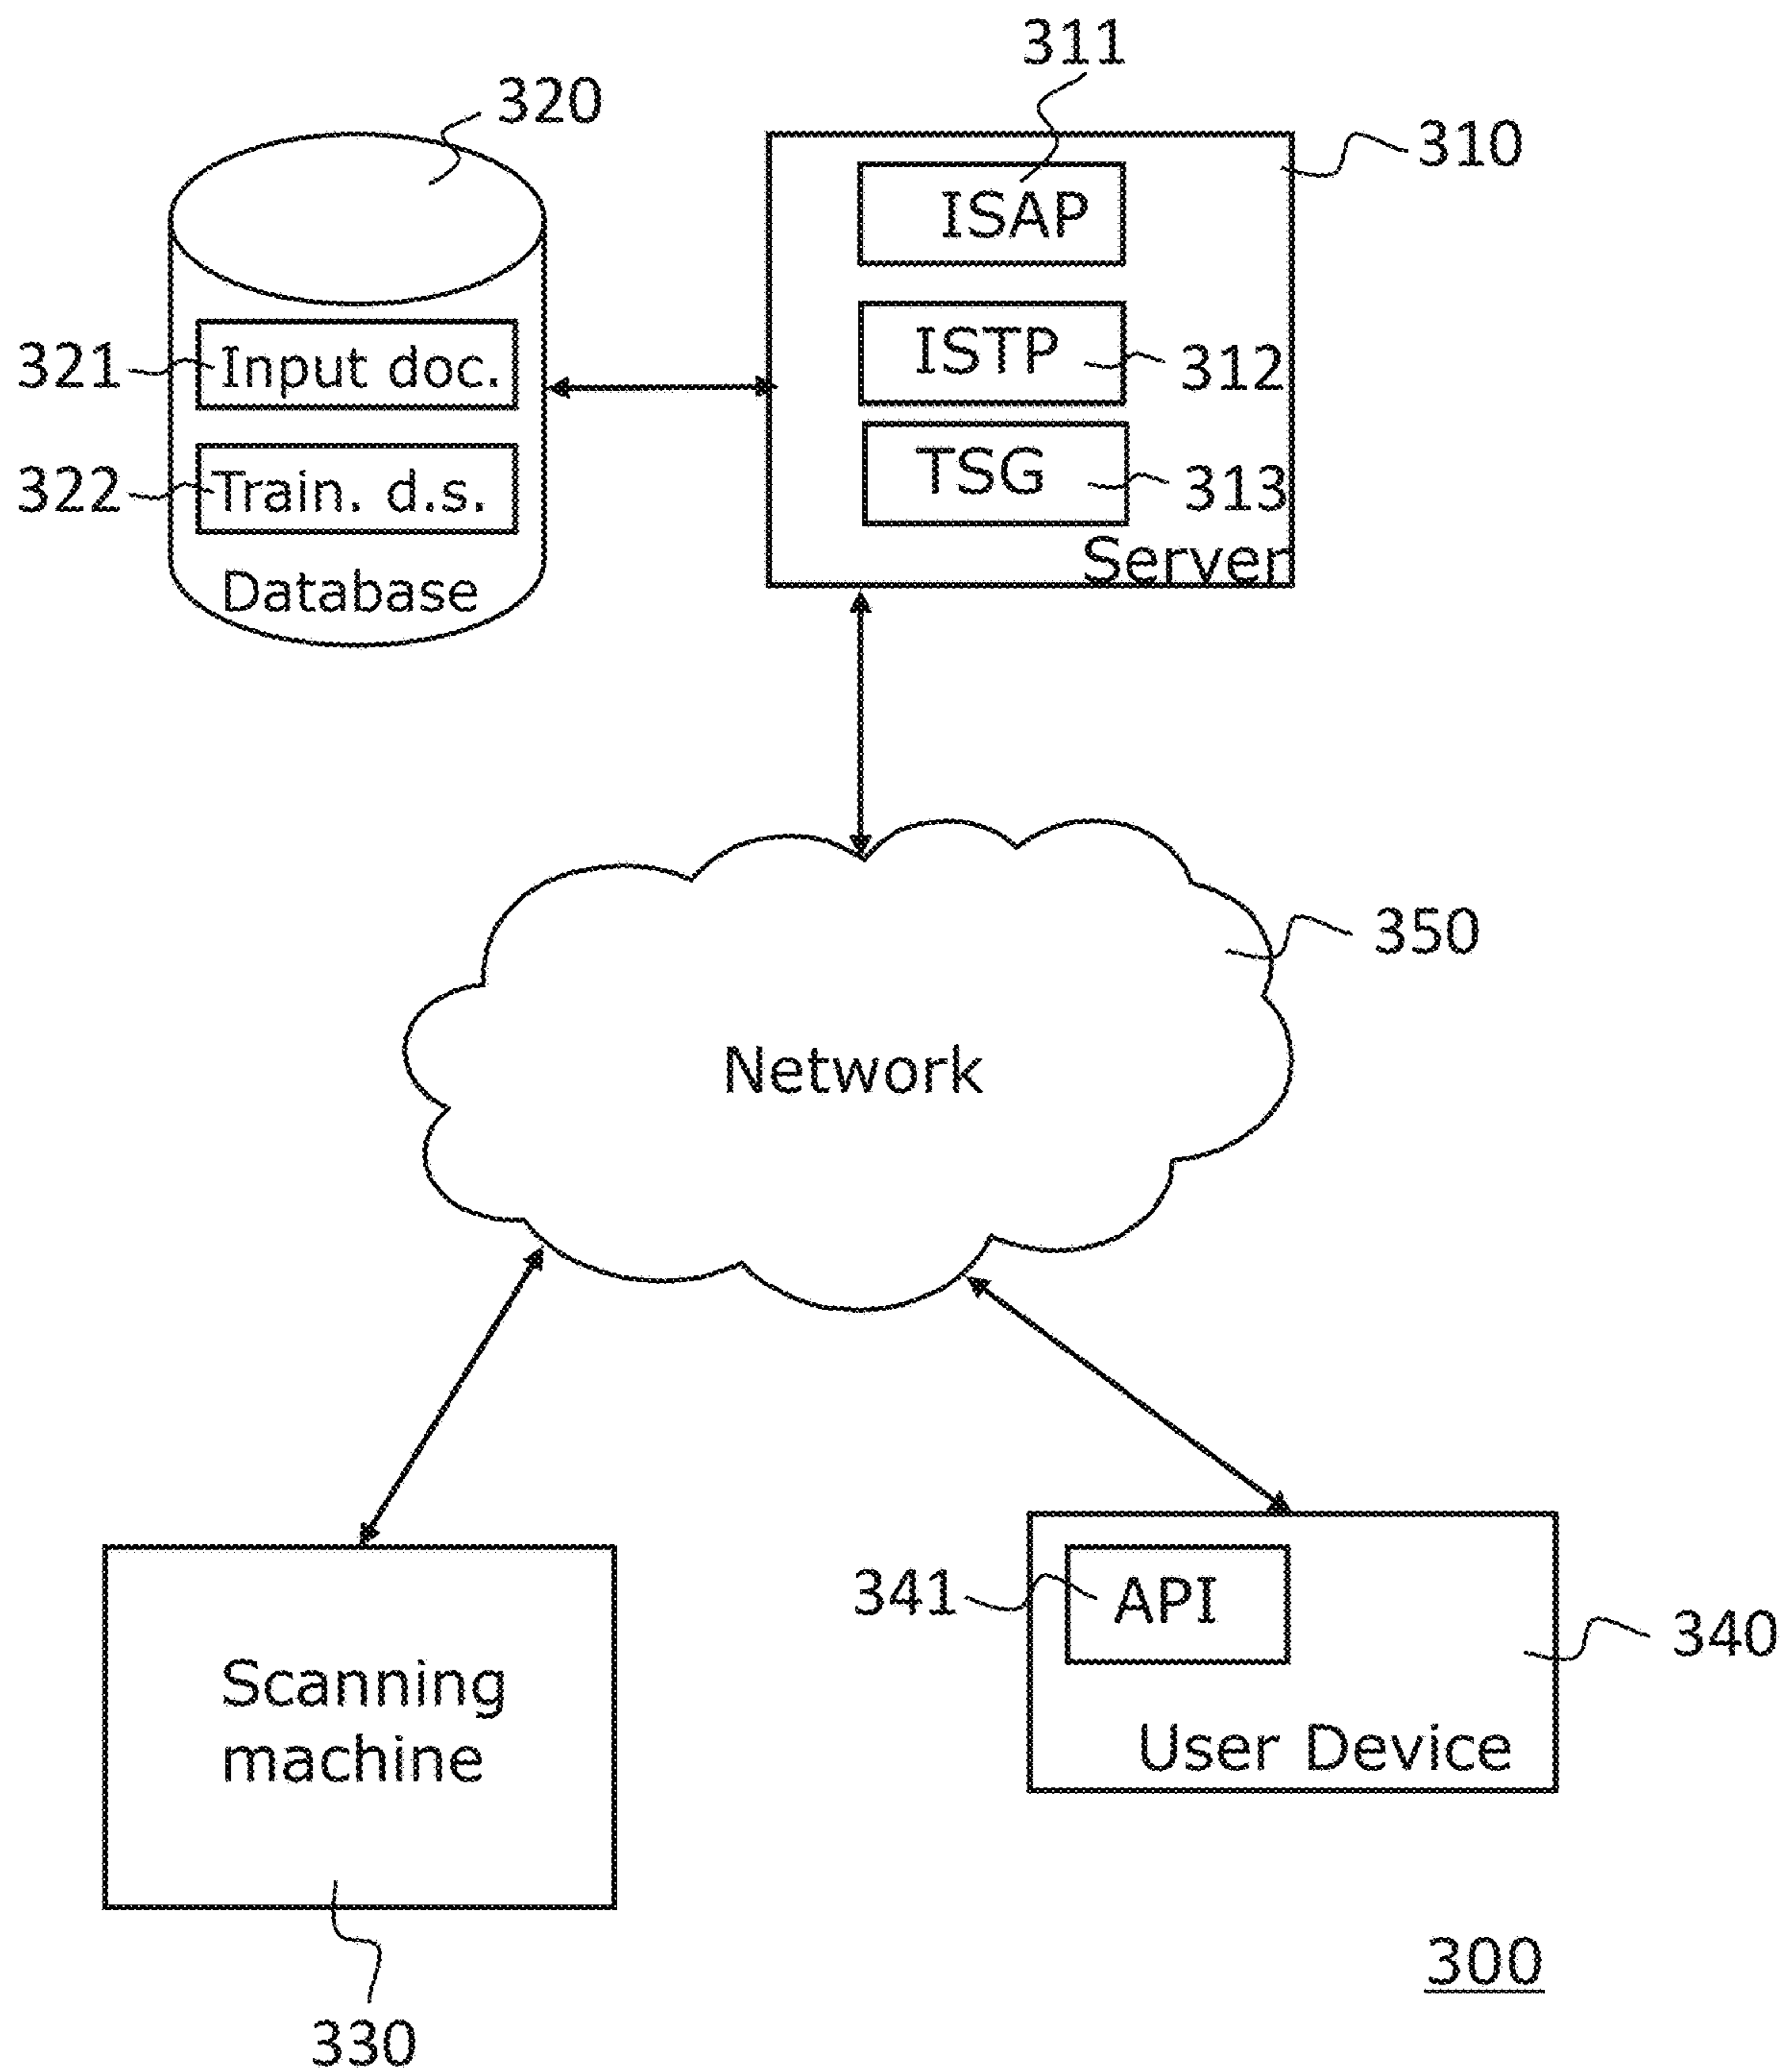 311
320
310
ISAP
ISTP
312
321
Input doc.
TSG
313
322
Train. d.s.
Server
Database
350
Network
341
API
340
Scanning
machine
User Device
300
330